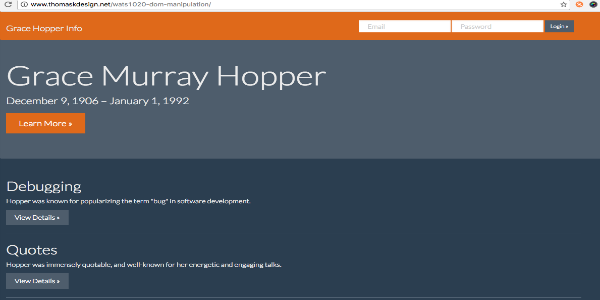 www.thomaskdesign.net/wats1020-dom-manipulation/
Grace Hopper Info
Email
Password
Login »
Grace Murray Hopper
December 9, 1906 – January 1, 1992
Learn More »
Debugging
Hopper was known for popularizing the term "bug" in software development.
View Details »
Quotes
Hopper was immensely quotable, and well-known for her energetic and engaging talks.
View Details »